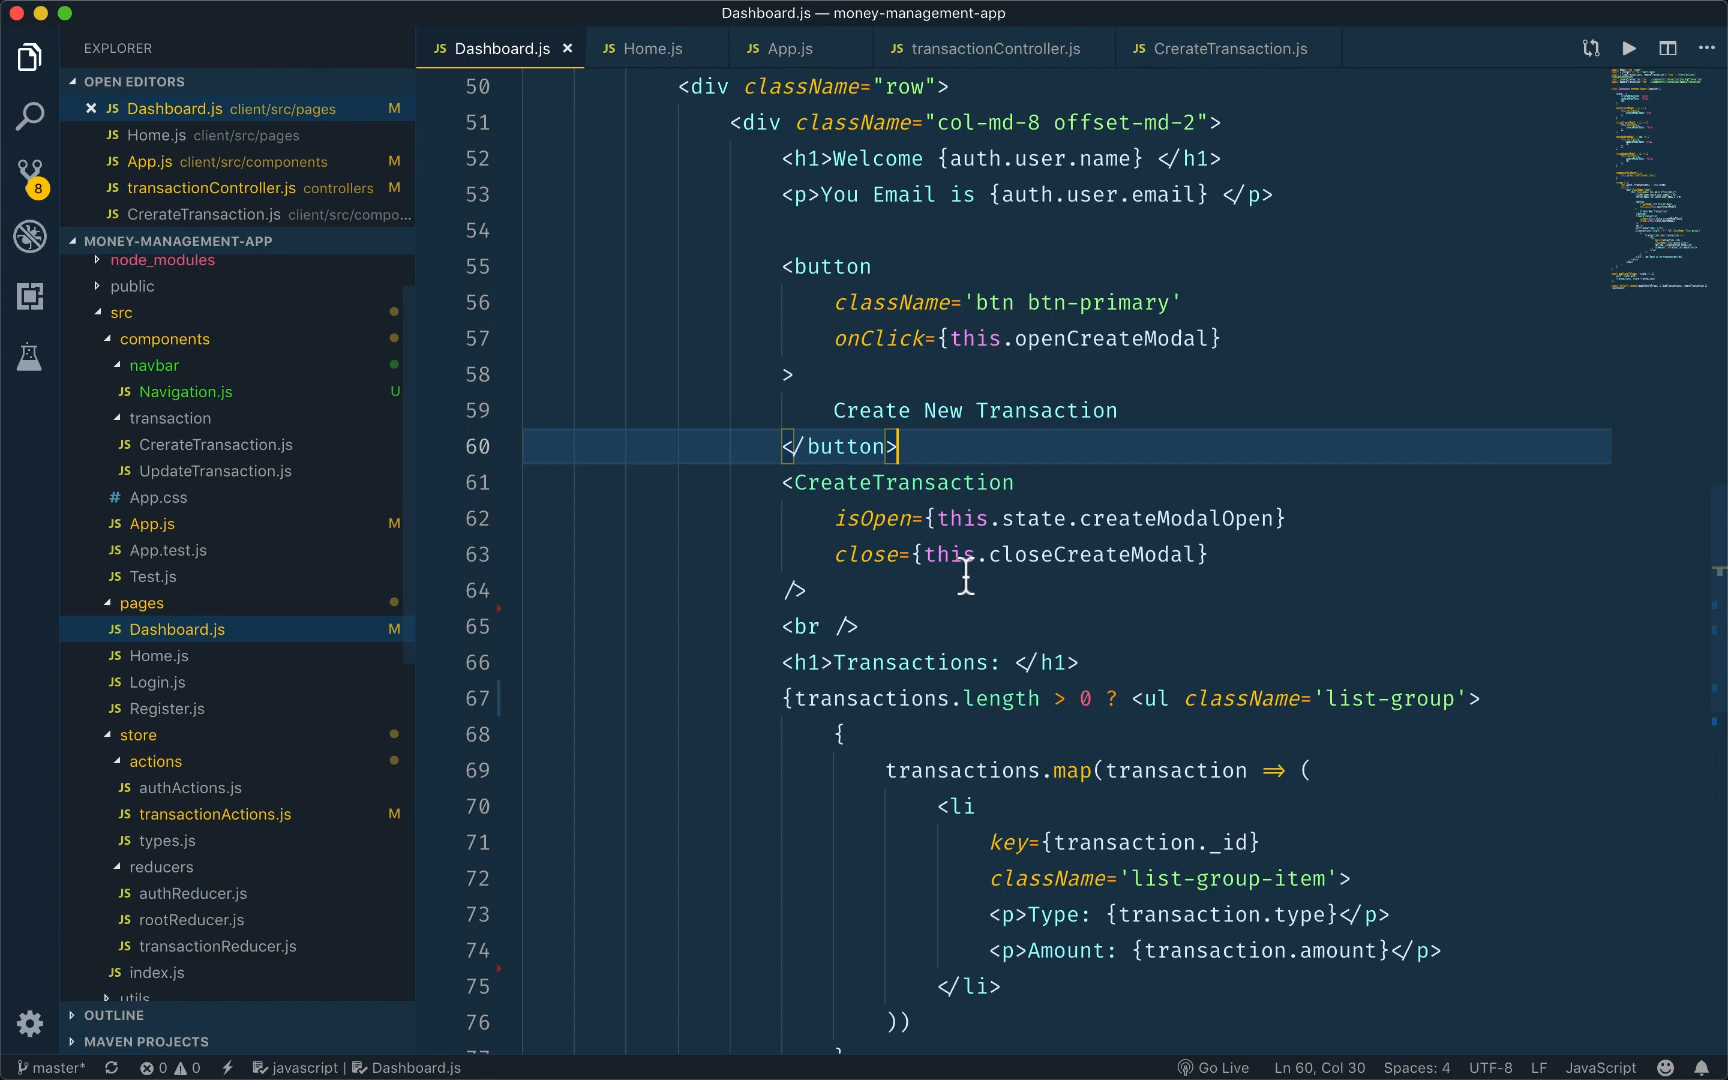 Dashboard.js — money-management-app
EXPLORER
OPEN EDITORS
JS Dashboard.js client/src/pages M
JS Home.js client/src/pages
JS App.js client/src/components M
JS transactionController.js controllers M
JS CrerateTransaction.js client/src/compo...
8
MONEY-MANAGEMENT-APP
node_modules
public
src
components
navbar
JS Navigation.js U
transaction
JS CrerateTransaction.js
JS UpdateTransaction.js
# App.css
JS App.js M
JS App.test.js
JS Test.js
pages
JS Dashboard.js M
JS Home.js
JS Login.js
JS Register.js
store
actions
JS authActions.js
JS transactionActions.js M
JS types.js
reducers
JS authReducer.js
JS rootReducer.js
JS transactionReducer.js
JS index.js
utils
OUTLINE
MAVEN PROJECTS
JS Dashboard.js × JS Home.js JS App.js JS transactionController.js JS CrerateTransaction.js
50 <div className="row">
51 <div className="col-md-8 offset-md-2">
52 <h1>Welcome {auth.user.name} </h1>
53 <p>You Email is {auth.user.email} </p>
54
55 <button
56 className='btn btn-primary'
57 onClick={this.openCreateModal}
58 >
59 Create New Transaction
60 </button>
61 <CreateTransaction
62 isOpen={this.state.createModalOpen}
63 close={this.closeCreateModal}
64 />
65 <br />
66 <h1>Transactions: </h1>
67 {transactions.length > 0 ? <ul className='list-group'>
68 {
69 transactions.map(transaction => (
70 <li
71 key={transaction._id}
72 className='list-group-item'>
73 <p>Type: {transaction.type}</p>
74 <p>Amount: {transaction.amount}</p>
75 </li>
76 ))
77 }
master* 0 0 javascript | Dashboard.js Go Live Ln 60, Col 30 Spaces: 4 UTF-8 LF JavaScript